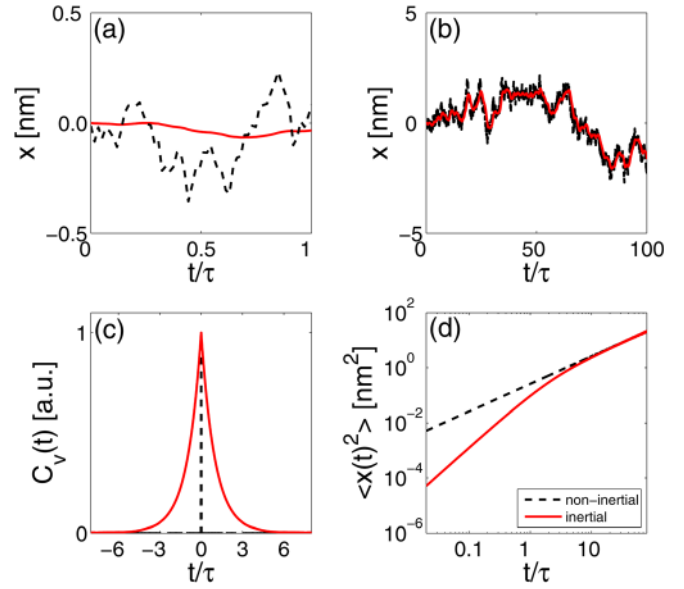 (a)
0.5
0.0
−0.5
x [nm]
0
0.5
1
t/τ
(b)
5
0
−5
x [nm]
0
50
100
t/τ
(c)
1
0
C_v(t) [a.u.]
−6
−3
0
3
6
t/τ
(d)
10^2
10^0
10^−2
10^−4
10^−6
<x(t)^2> [nm^2]
0.1
1
10
t/τ
non−inertial
inertial